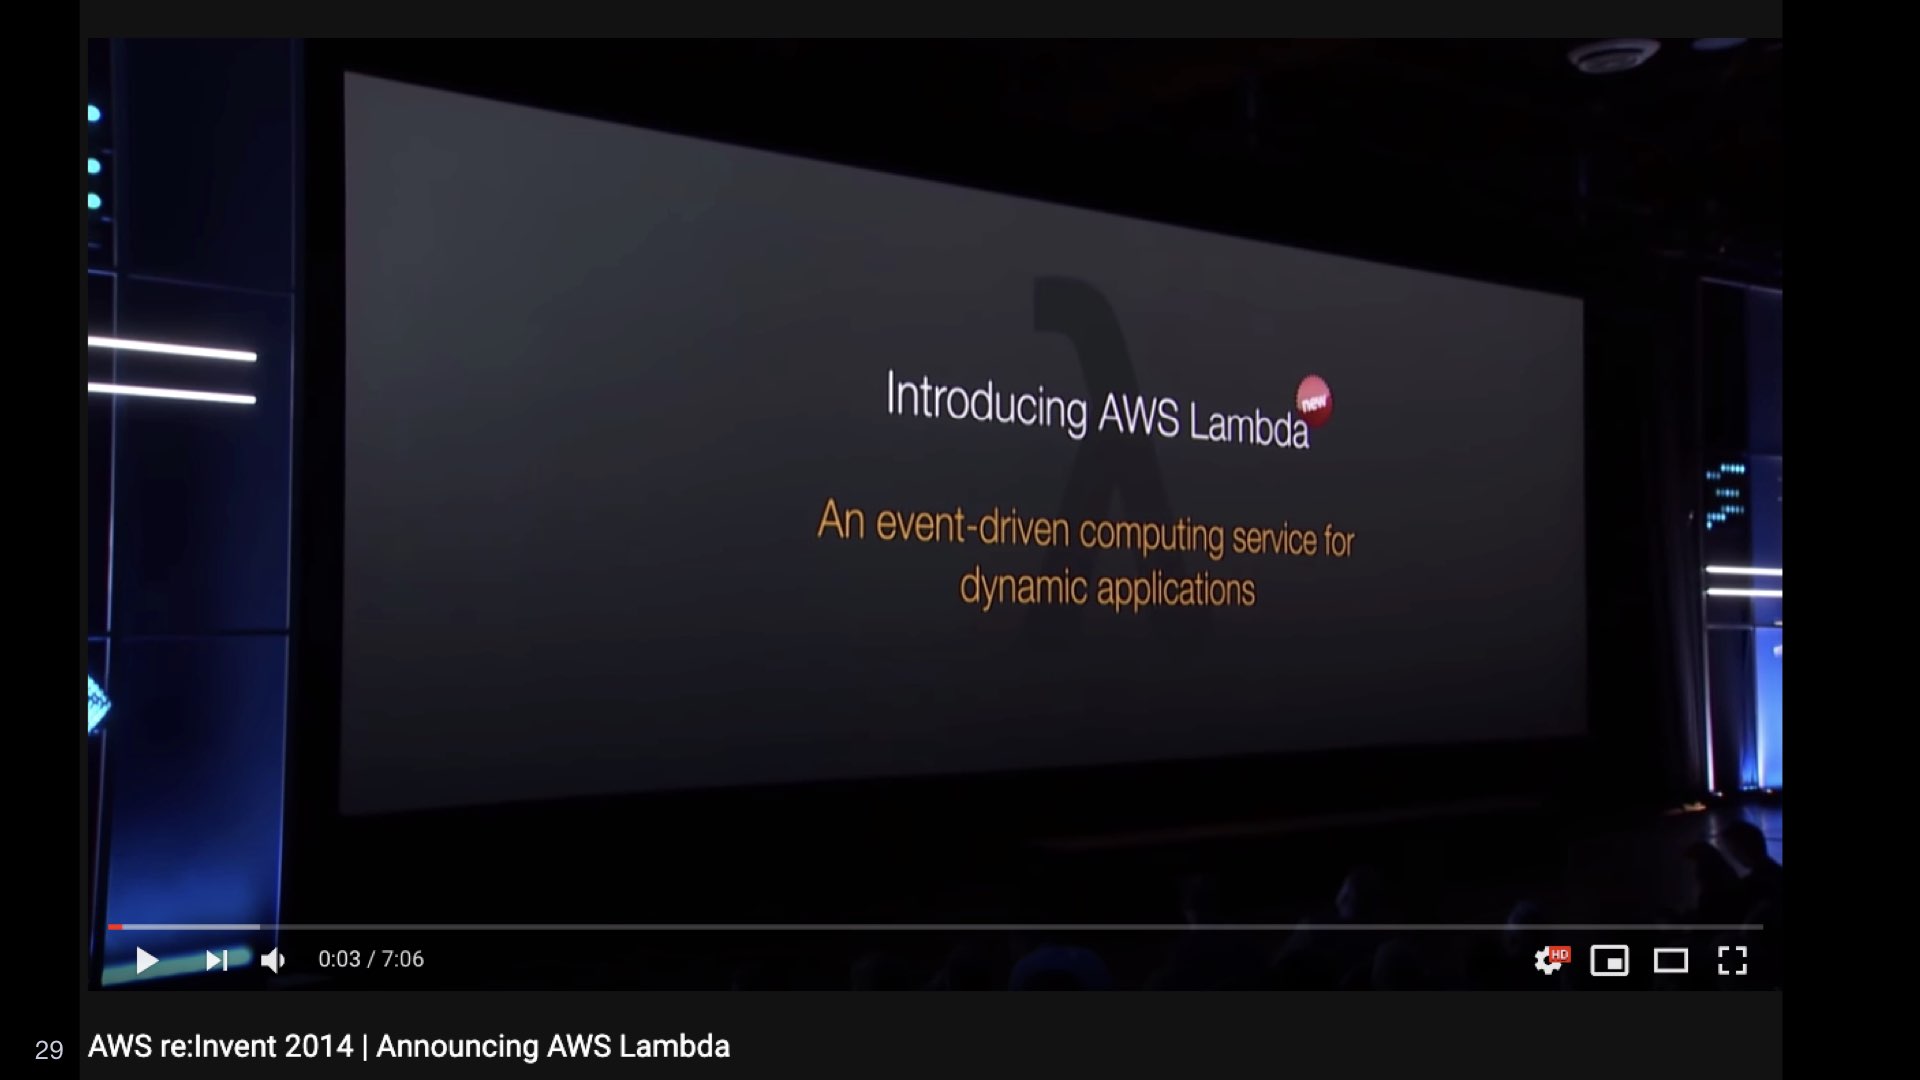 Introducing AWS Lambda
new
An event-driven computing service for
dynamic applications
0:03 / 7:06
HD
29
AWS re:Invent 2014 | Announcing AWS Lambda